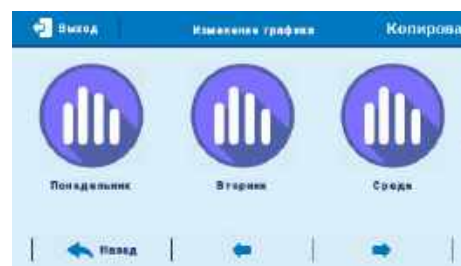 Выход Изменение графика Копирова
Понедельник Вторник Среда
Назад